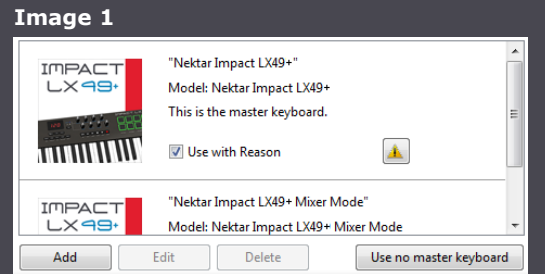 Image 1
IMPACT
LX49+
"Nektar Impact LX49+"
Model: Nektar Impact LX49+
This is the master keyboard.
Use with Reason
IMPACT
LX49+
"Nektar Impact LX49+ Mixer Mode"
Model: Nektar Impact LX49+ Mixer Mode
Add
Edit
Delete
Use no master keyboard